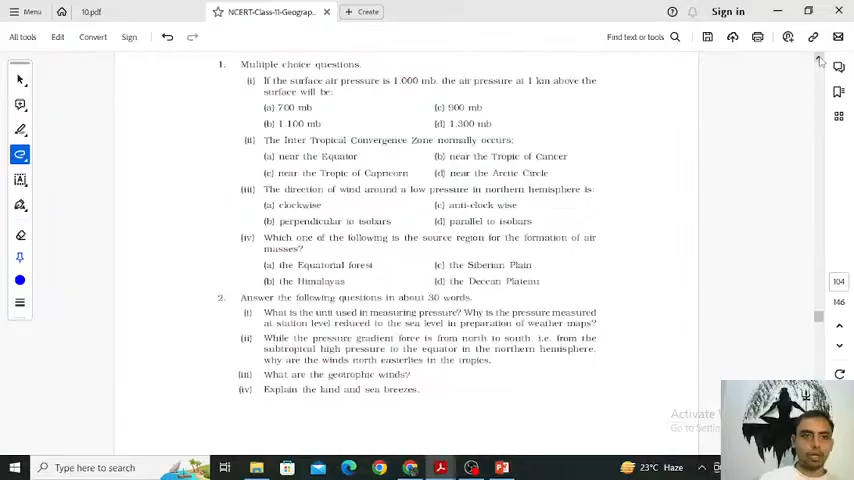 Menu
10.pdf
NCERT-Class-11-Geograp...
Create
Sign in
All tools
Edit
Convert
Sign
Find text or tools
1. Multiple choice questions.
(i) If the surface air pressure is 1,000 mb, the air pressure at 1 km above the
surface will be:
(a) 700 mb (c) 900 mb
(b) 1,100 mb (d) 1,300 mb
(ii) The Inter Tropical Convergence Zone normally occurs:
(a) near the Equator (b) near the Tropic of Cancer
(c) near the Tropic of Capricorn (d) near the Arctic Circle
(iii) The direction of wind around a low pressure in northern hemisphere is:
(a) clockwise (c) anti-clock wise
(b) perpendicular to isobars (d) parallel to isobars
(iv) Which one of the following is the source region for the formation of air
masses?
(a) the Equatorial forest (c) the Siberian Plain
(b) the Himalayas (d) the Deccan Plateau
2. Answer the following questions in about 30 words.
(i) What is the unit used in measuring pressure? Why is the pressure measured
at station level reduced to the sea level in preparation of weather maps?
(ii) While the pressure gradient force is from north to south, i.e. from the
subtropical high pressure to the equator in the northern hemisphere,
why are the winds north easterlies in the tropics.
(iii) What are the geotrophic winds?
(iv) Explain the land and sea breezes.
104
146
Activate
Go to
Type here to search
23°C Haze